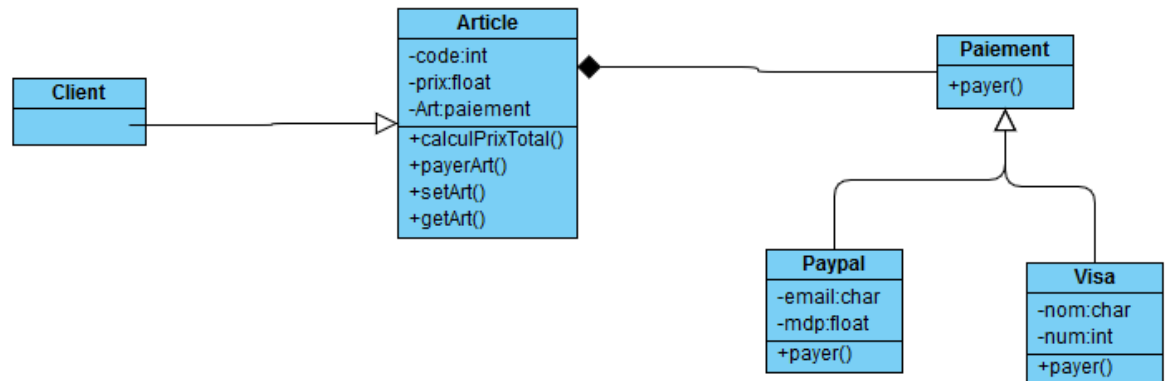 Client
Article
-code:int
-prix:float
-Art:paiement
+calculPrixTotal()
+payerArt()
+setArt()
+getArt()
Paiement
+payer()
Paypal
-email:char
-mdp:float
+payer()
Visa
-nom:char
-num:int
+payer()